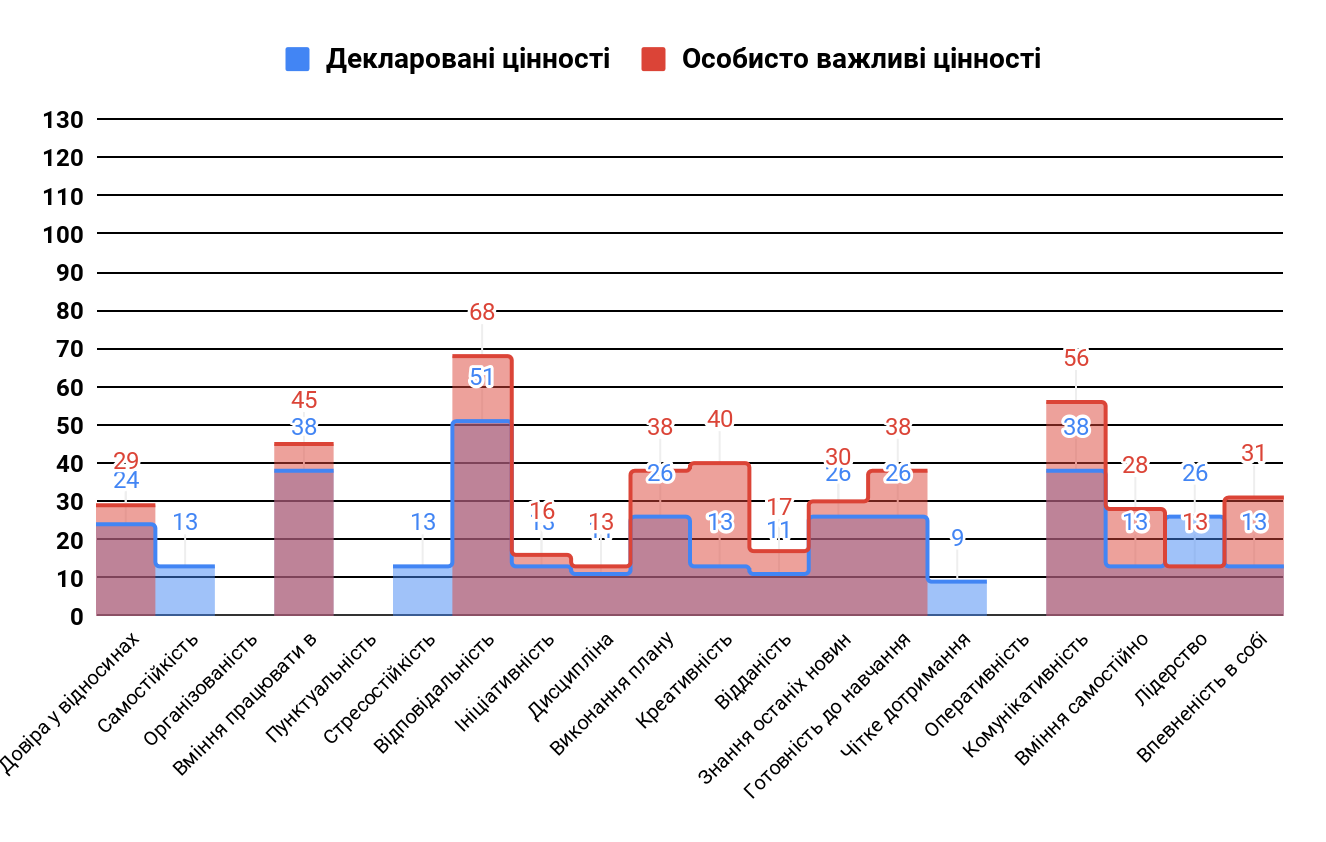 Декларовані цінності Особисто важливі цінності
130
120
110
100
90
80
70
60
50
40
30
20
10
0
29
24
13
45
38
13
68
51
16
13
13
11
38
26
40
13
17
11
30
26
38
26
9
56
38
28
13
26
13
31
13
Довіра у відносинах
Самостійкість
Організованість
Вміння працювати в
Пунктуальність
Стресостійкість
Відповідальність
Ініціативність
Дисципліна
Виконання плану
Креативність
Відданість
Знання останіх новин
Готовність до навчання
Чітке дотримання
Оперативність
Комунікативність
Вміння самостійно
Лідерство
Впевненість в собі